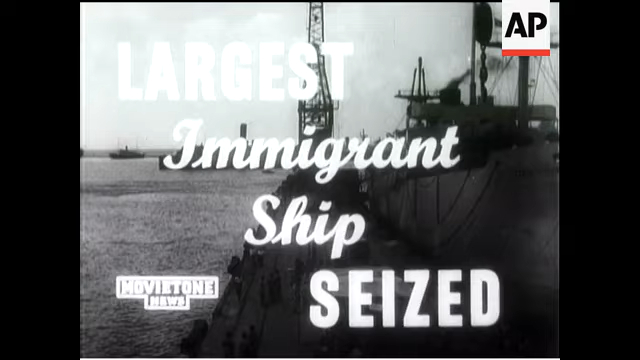 AP
LARGEST
Immigrant
Ship
SEIZED
MOVIETONE
NEWS